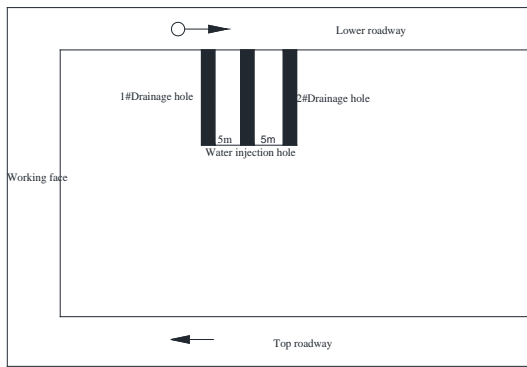 Lower roadway
1#Drainage hole
2#Drainage hole
5m
5m
Water injection hole
Working face
Top roadway